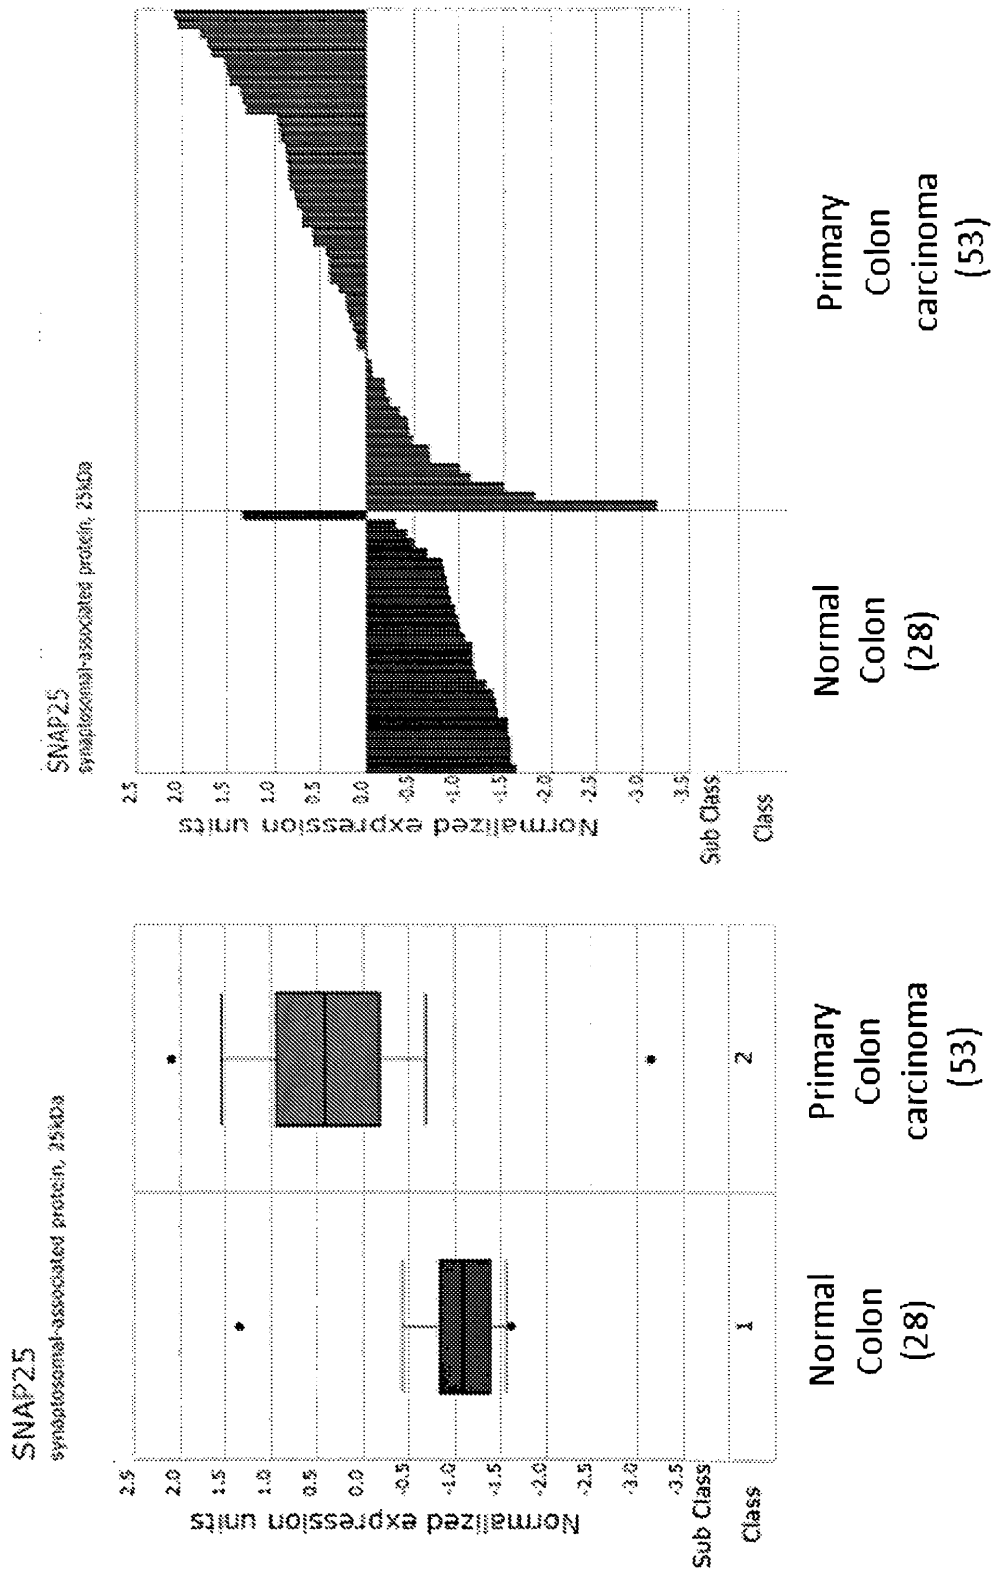 SNAP25
synaptosomal-associated protein, 25kDa
Normalized expression units
2.5
2.0
1.5
1.0
0.5
0.0
-0.5
-1.0
-1.5
-2.0
-2.5
-3.0
-3.5
Sub Class
Class
1
2
Normal
Colon
(28)
Primary
Colon
carcinoma
(53)
SNAP25
synaptosomal-associated protein, 25kDa
Normalized expression units
2.5
2.0
1.5
1.0
0.5
0.0
-0.5
-1.0
-1.5
-2.0
-2.5
-3.0
-3.5
Sub Class
Class
Normal
Colon
(28)
Primary
Colon
carcinoma
(53)